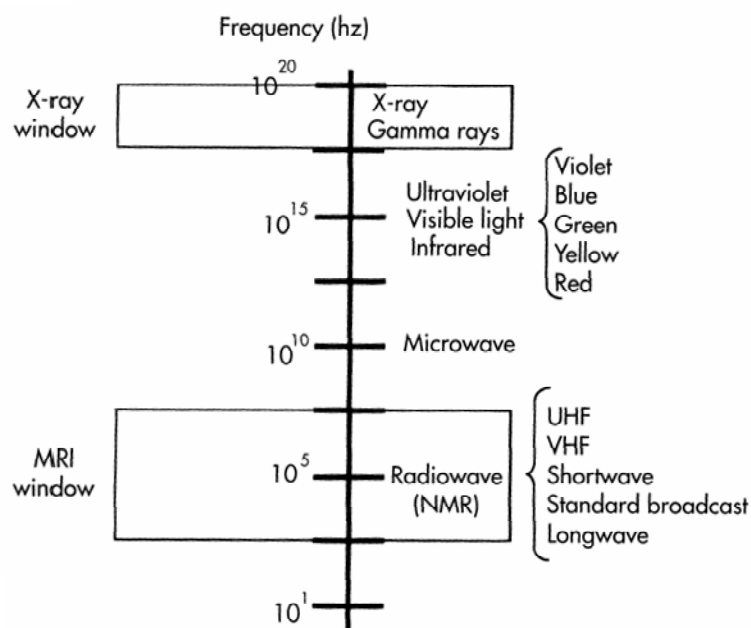 Frequency (hz)
10^20
X-ray
window
X-ray
Gamma rays
10^15
Ultraviolet
Visible light
Infrared
Violet
Blue
Green
Yellow
Red
10^10
Microwave
MRI
window
10^5
Radiowave
(NMR)
UHF
VHF
Shortwave
Standard broadcast
Longwave
10^1